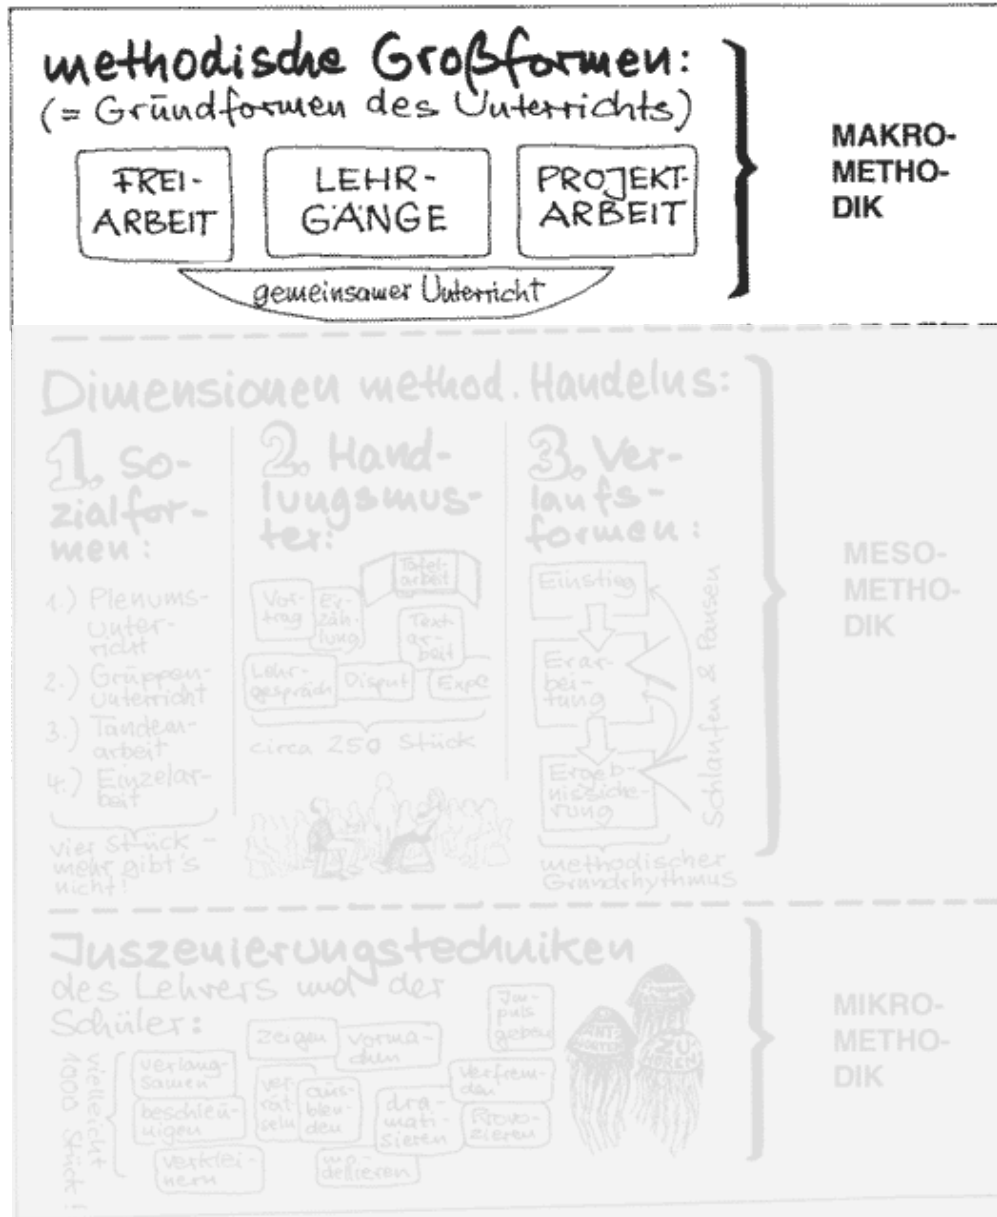 methodische Großformen:
(= Grundformen des Unterrichts)
FREI-
ARBEIT
LEHR-
GÄNGE
PROJEKT-
ARBEIT
gemeinsamer Unterricht
MAKRO-
METHO-
DIK
Dimensionen method. Handelns:
1. So-
zialfor-
men:
1.) Plenums-
unter-
richt
2.) Gruppen-
unterricht
3.) Tandem-
arbeit
4.) Einzelar-
beit
vier Stück –
mehr gibt's
nicht!
2. Hand-
lungsmus-
ter:
Vor-
trag
Er-
zäh-
lung
Tafel-
arbeit
Text-
ar-
beit
Lehr-
gespräch
Disput
Expe
circa 250 Stück
3. Ver-
laufs-
formen:
Einstieg
Erar-
bei-
tung
Ergeb-
nissiche-
rung
Schlaufen & Pausen
methodischer
Grundrhythmus
MESO-
METHO-
DIK
Inszenierungstechniken
des Lehrers und der
Schüler:
vielleicht
1000 Stück!
zeigen
vorma-
chen
Im-
puls
geben
verlang-
samen
beschleu-
nigen
ver-
rät-
seln
aus-
blen-
den
dra-
mati-
sieren
verfrem-
den
Provo-
zieren
verklei-
nern
mo-
dellieren
ANT-
WORTEN
ZU-
HÖREN
MIKRO-
METHO-
DIK